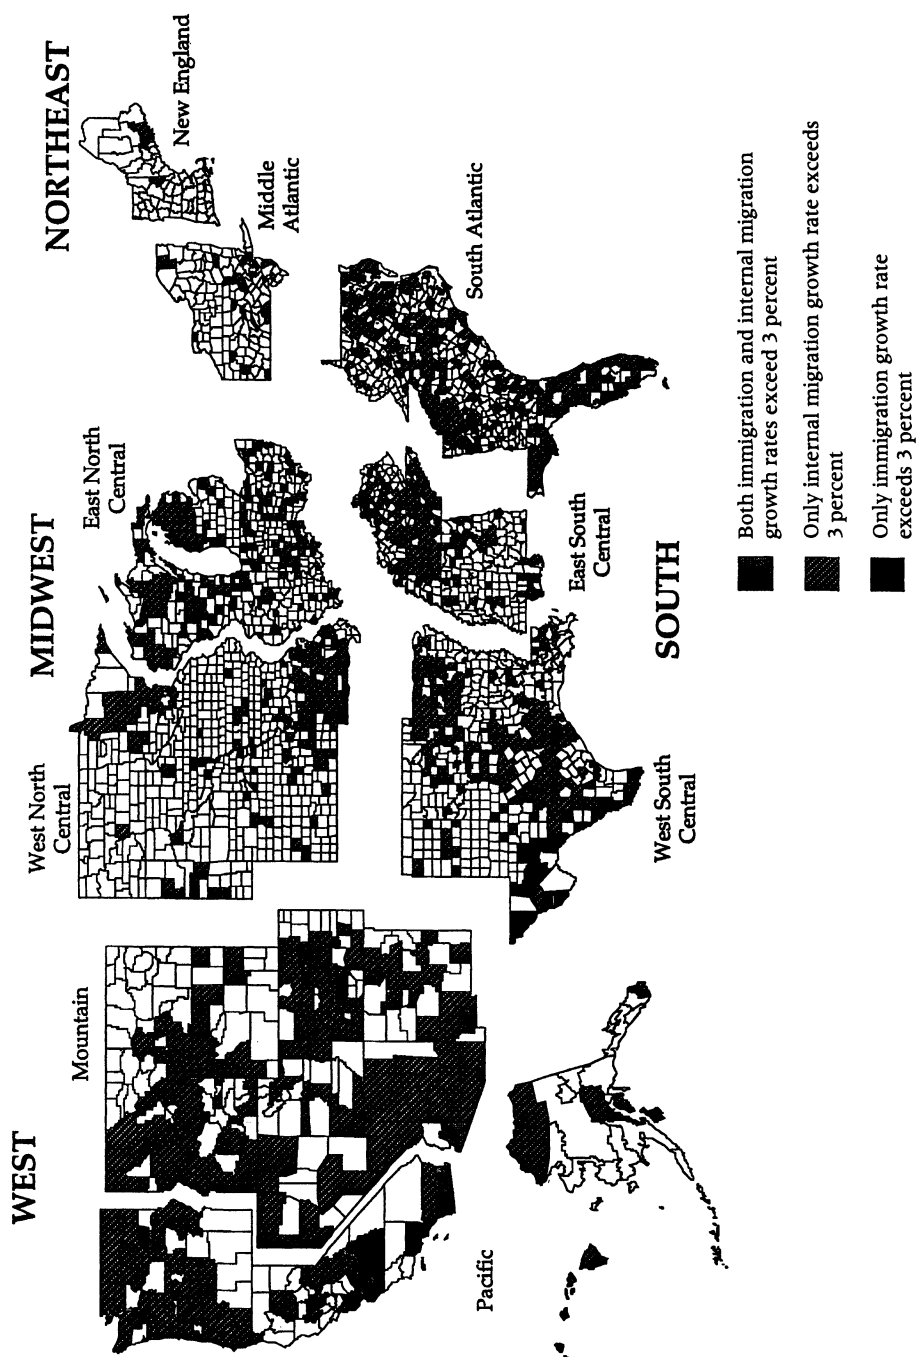 WEST
MIDWEST
NORTHEAST
Mountain
West North
Central
East North
Central
New England
Middle
Atlantic
Pacific
West South
Central
East South
Central
South Atlantic
SOUTH
Both immigration and internal migration
growth rates exceed 3 percent
Only internal migration growth rate exceeds
3 percent
Only immigration growth rate
exceeds 3 percent